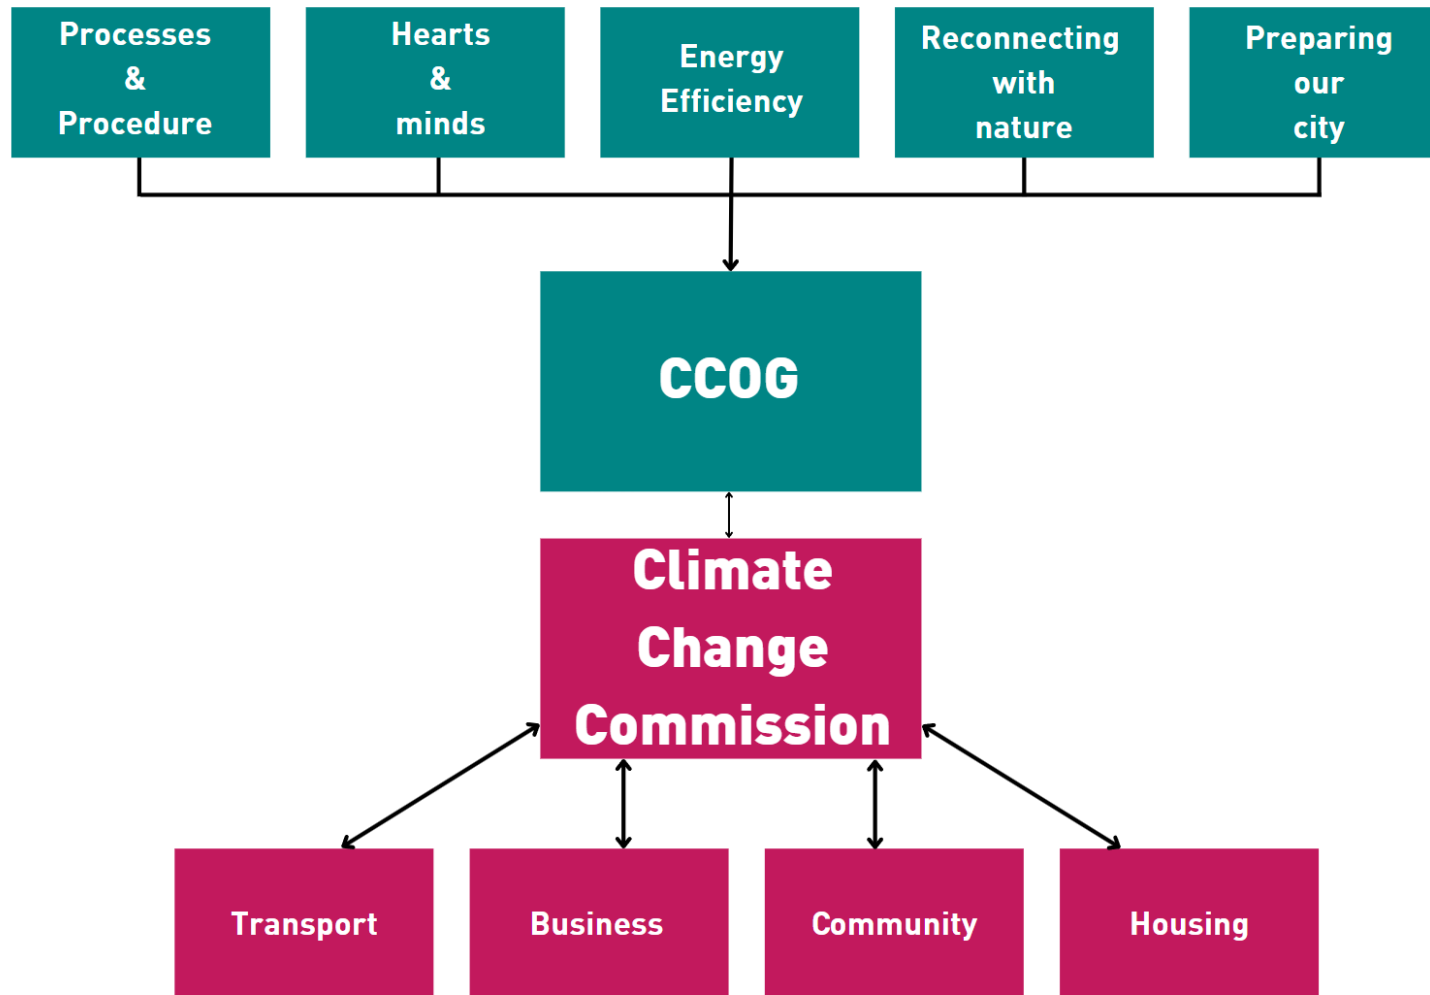 Processes
&
Procedure
Hearts
&
minds
Energy
Efficiency
Reconnecting
with
nature
Preparing
our
city
CCOG
Climate
Change
Commission
Transport
Business
Community
Housing